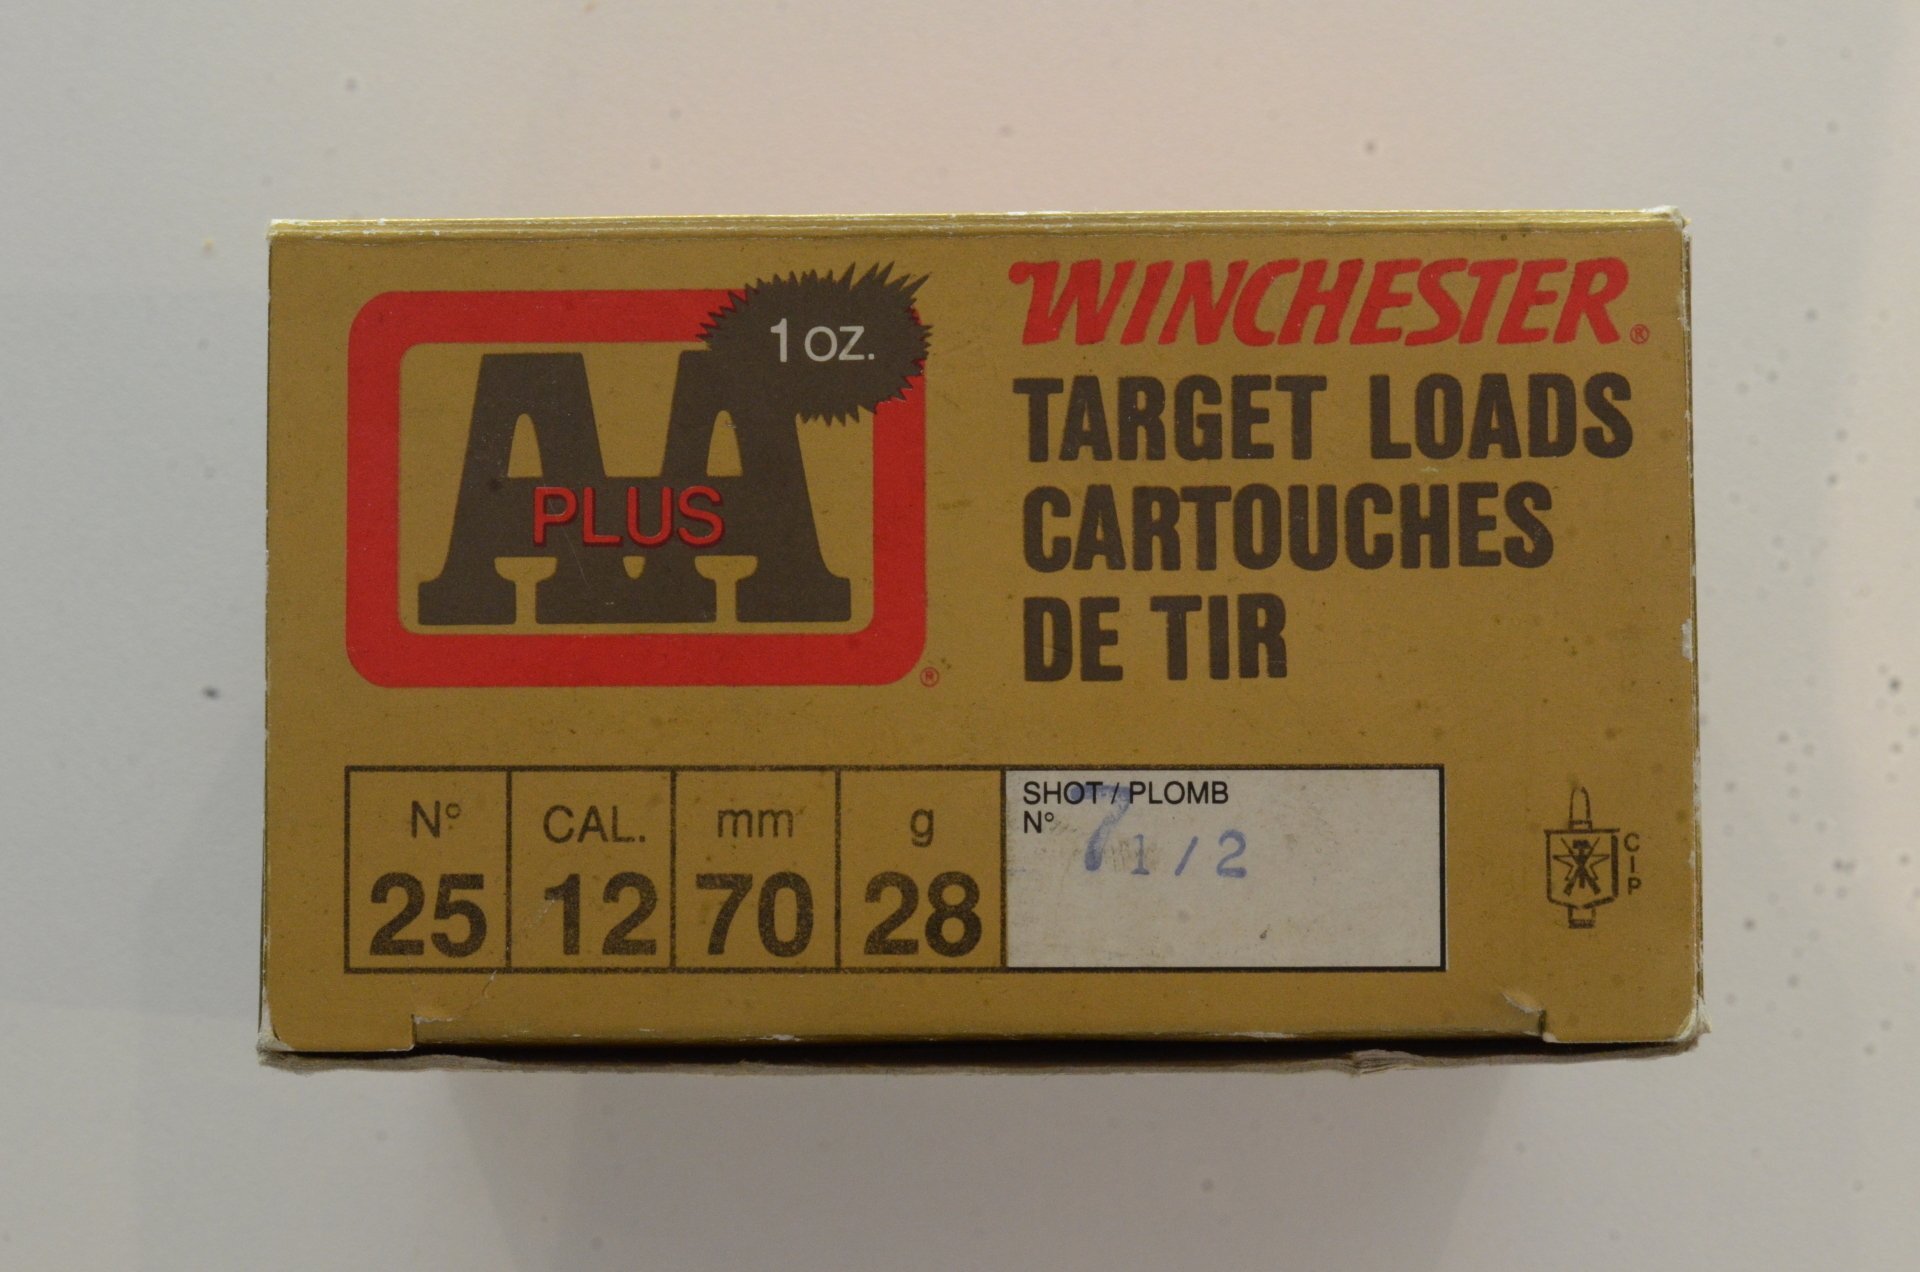 1 OZ.
AA
PLUS
®
WINCHESTER®
TARGET LOADS
CARTOUCHES
DE TIR
N° CAL. mm g
25 12 70 28
SHOT / PLOMB
N°
7 1/2
CIP